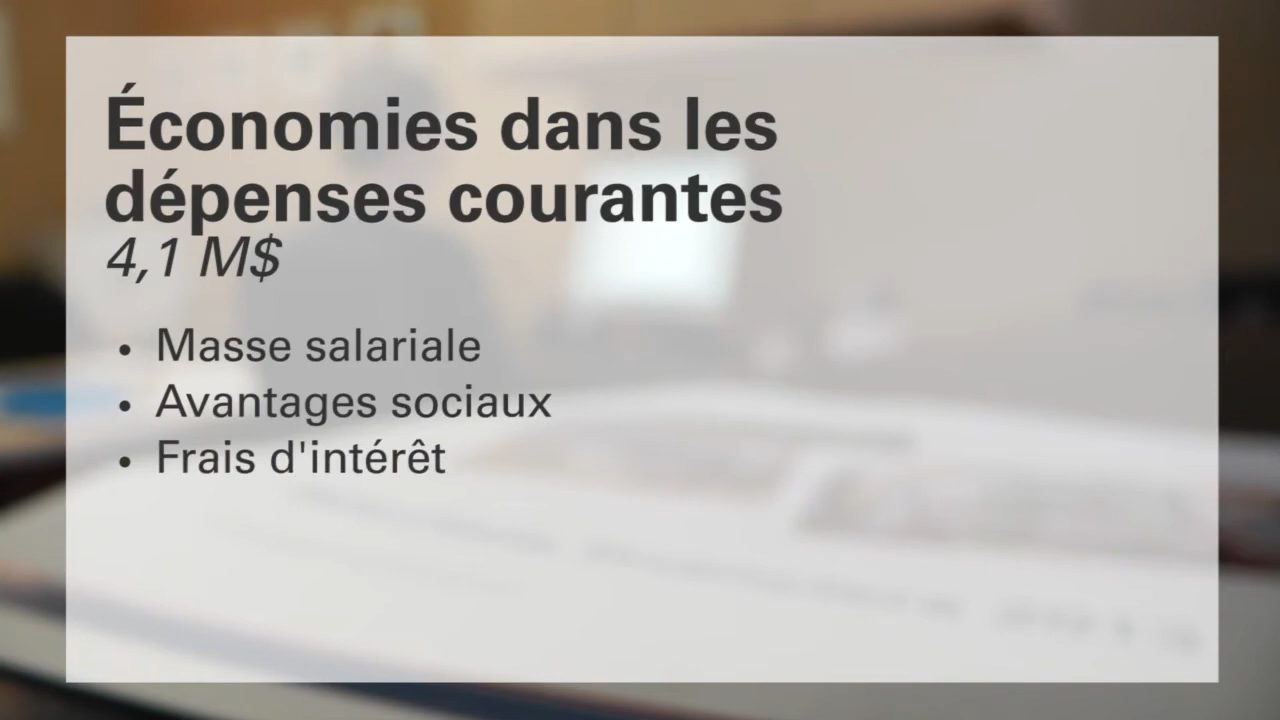 Économies dans les
dépenses courantes
4,1 M$
• Masse salariale
• Avantages sociaux
• Frais d'intérêt